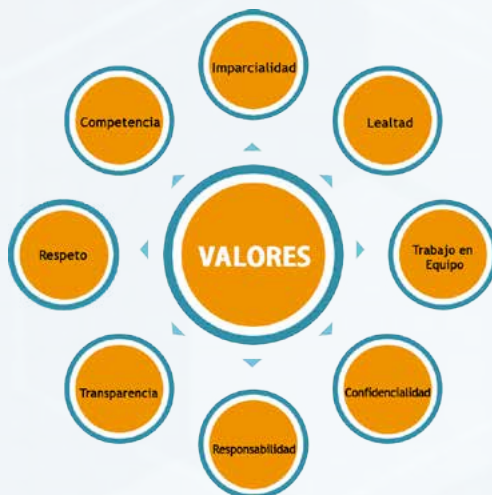 Imparcialidad
Competencia
Lealtad
Respeto
VALORES
Trabajo en
Equipo
Transparencia
Confidencialidad
Responsabilidad